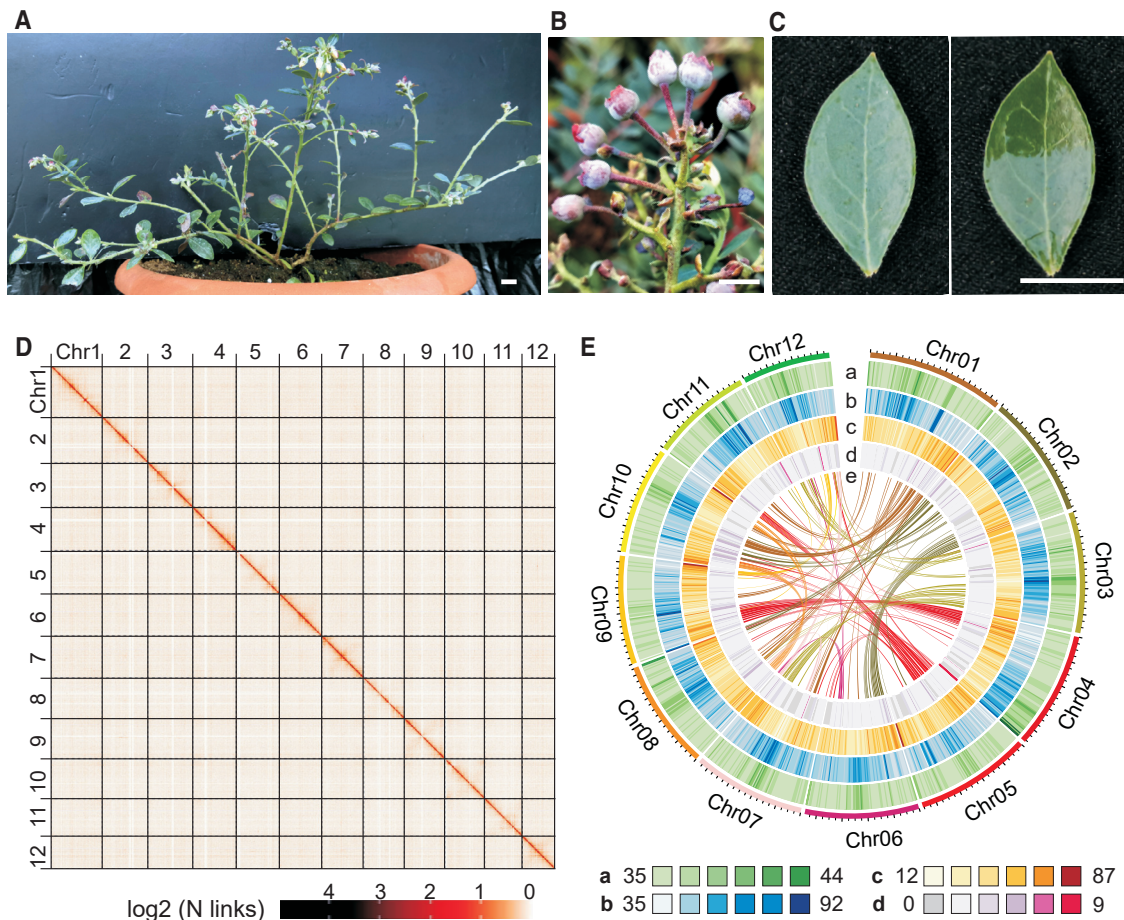 A
B
C
D
Chr1 2 3 4 5 6 7 8 9 10 11 12
Chr1
2
3
4
5
6
7
8
9
10
11
12
log2 (N links)
4 3 2 1 0
E
Chr01
Chr02
Chr03
Chr04
Chr05
Chr06
Chr07
Chr08
Chr09
Chr10
Chr11
Chr12
a
b
c
d
e
a 35 44
b 35 92
c 12 87
d 0 9